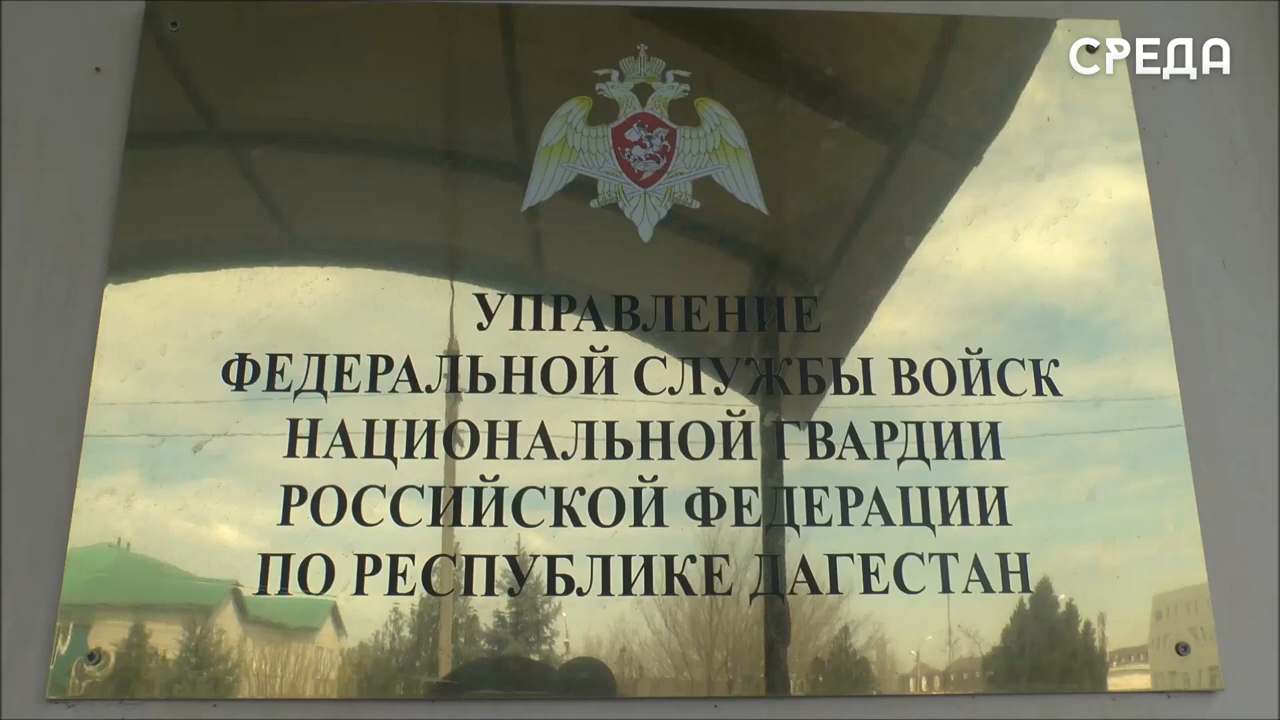 СРЕДА
УПРАВЛЕНИЕ
ФЕДЕРАЛЬНОЙ СЛУЖБЫ ВОЙСК
НАЦИОНАЛЬНОЙ ГВАРДИИ
РОССИЙСКОЙ ФЕДЕРАЦИИ
ПО РЕСПУБЛИКЕ ДАГЕСТАН